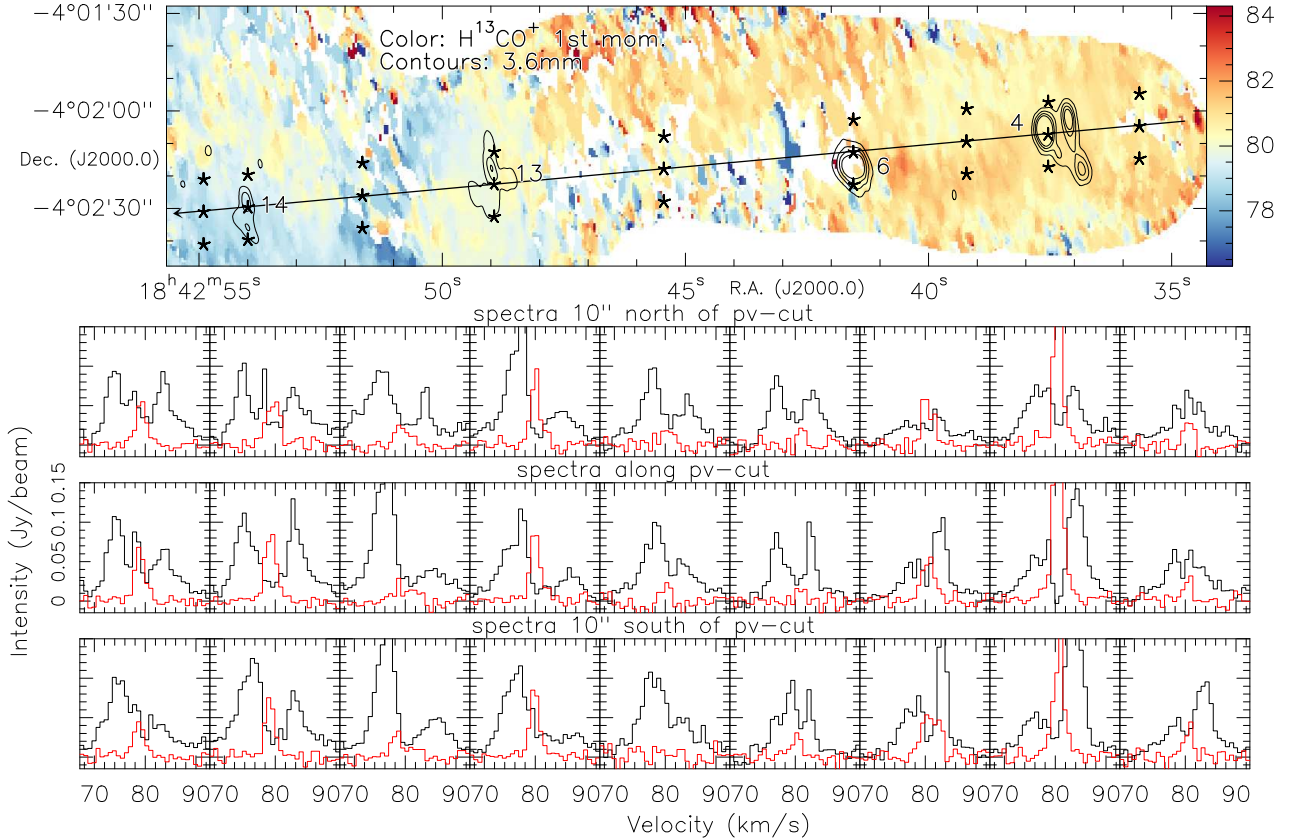 -4°01'30"
Color: H¹³CO⁺ 1st mom.
Contours: 3.6mm
84
82
-4°02'00"
4
80
Dec. (J2000.0)
13
6
-4°02'30"
14
78
18ʰ42ᵐ55ˢ
50ˢ
45ˢ
R.A. (J2000.0)
40ˢ
35ˢ
spectra 10'' north of pv-cut
spectra along pv-cut
Intensity (Jy/beam)
0 0.05 0.1 0.15
spectra 10'' south of pv-cut
70 80 9070 80 9070 80 9070 80 9070 80 9070 80 9070 80 9070 80 9070 80 90
Velocity (km/s)